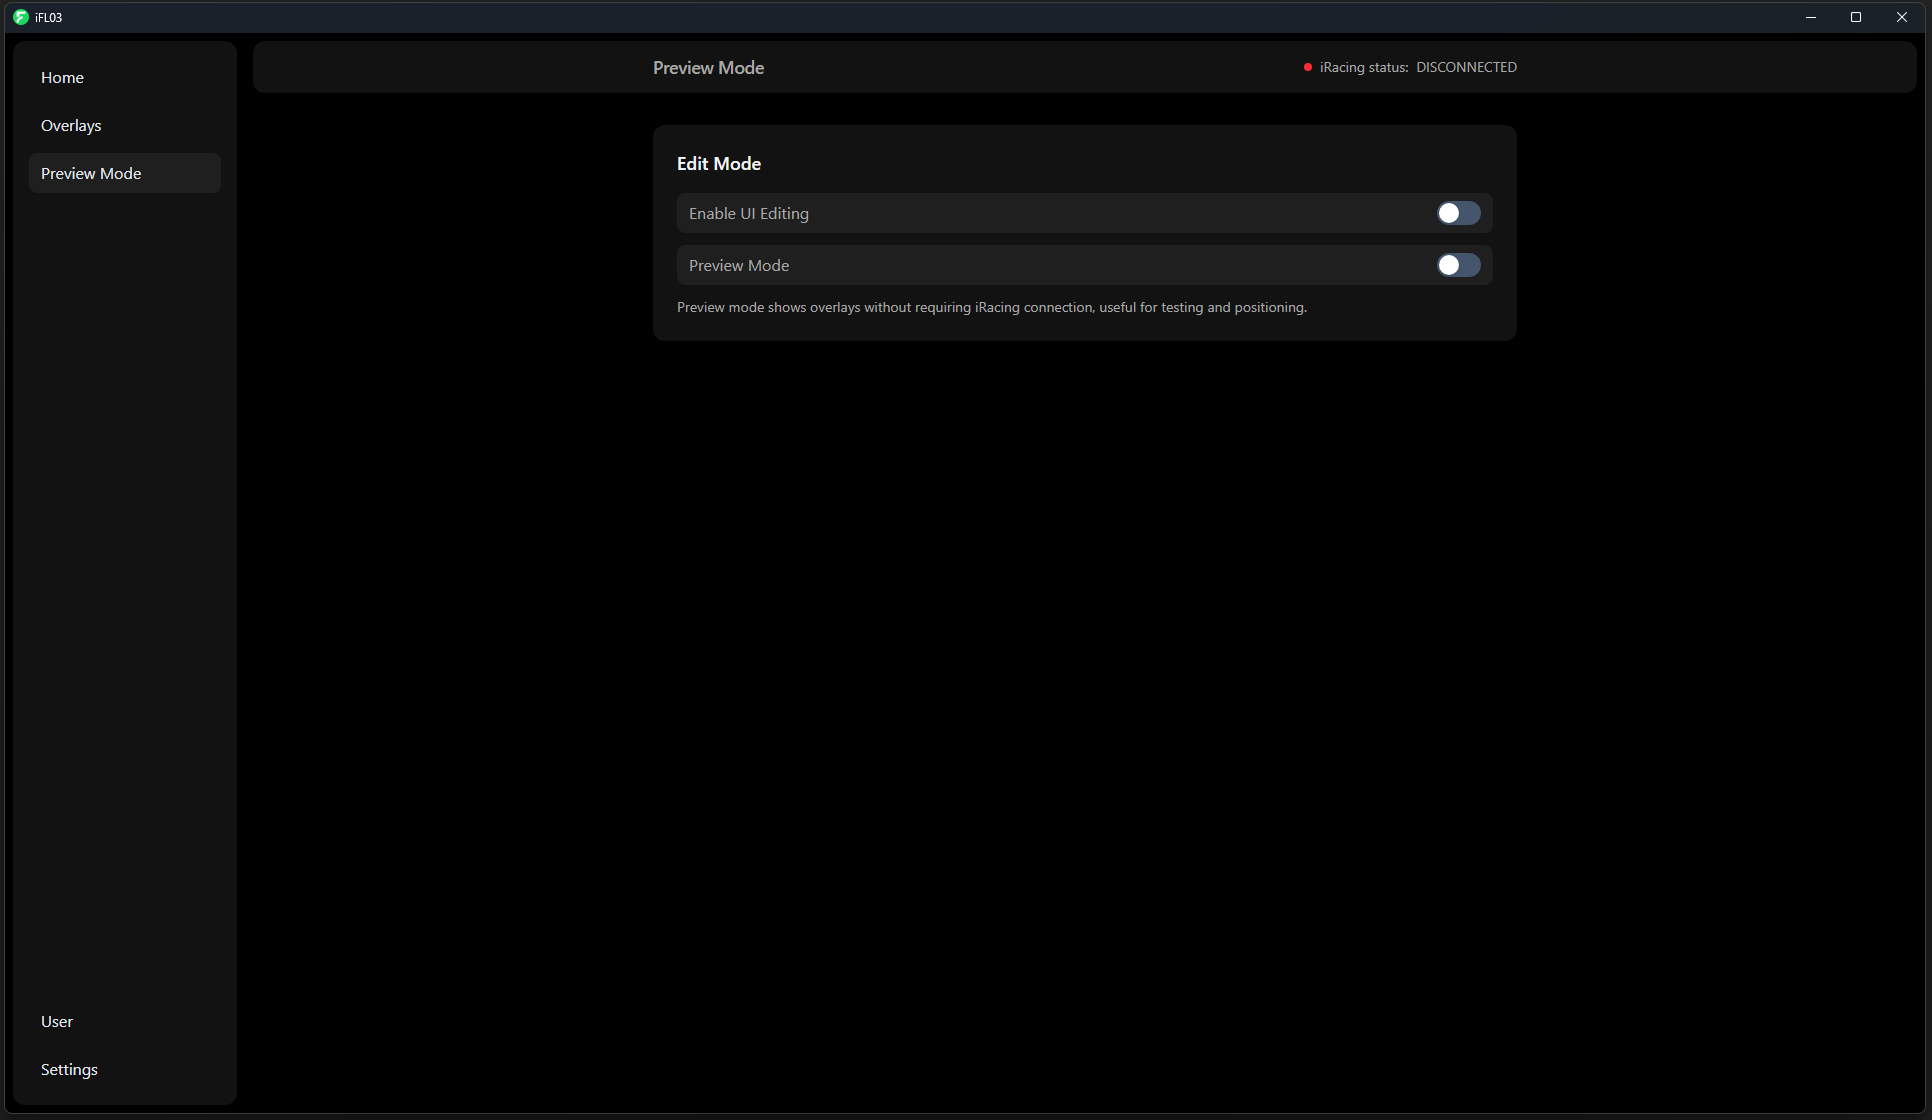 iFL03
Home
Overlays
Preview Mode
User
Settings
Preview Mode
iRacing status: DISCONNECTED
Edit Mode
Enable UI Editing
Preview Mode
Preview mode shows overlays without requiring iRacing connection, useful for testing and positioning.